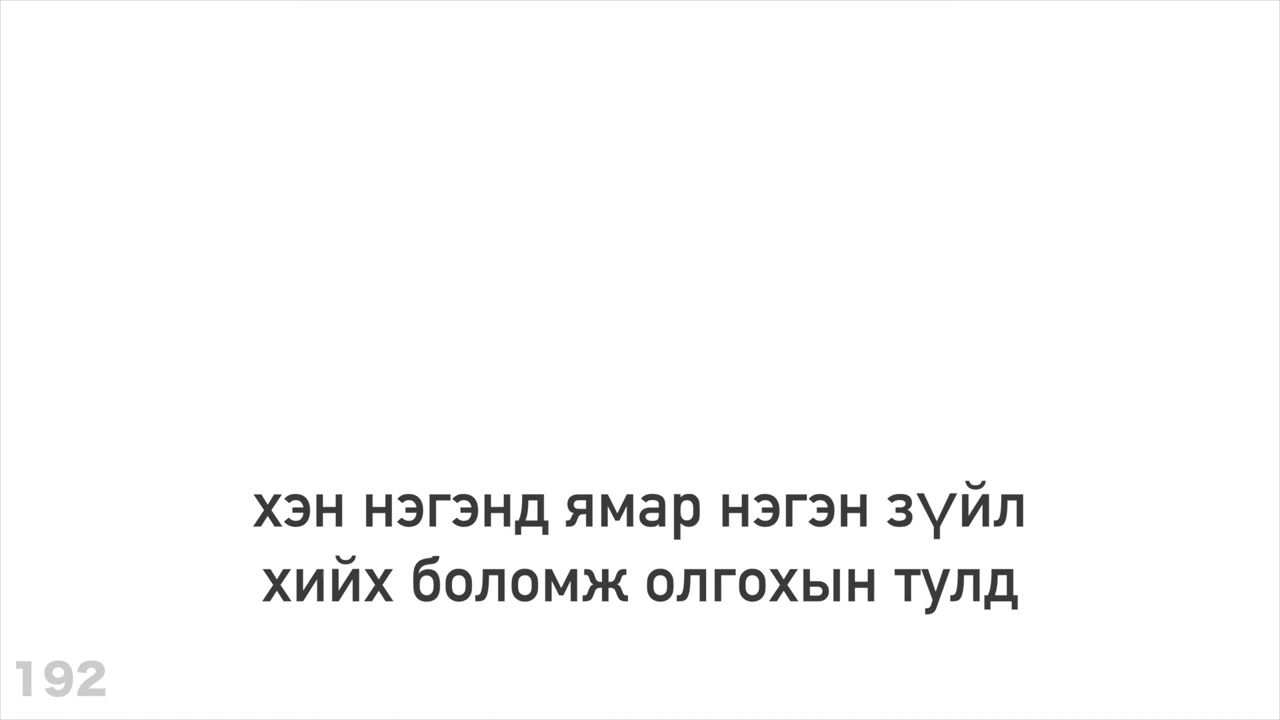 хэн нэгэнд ямар нэгэн зүйл
хийх боломж олгохын тулд
192